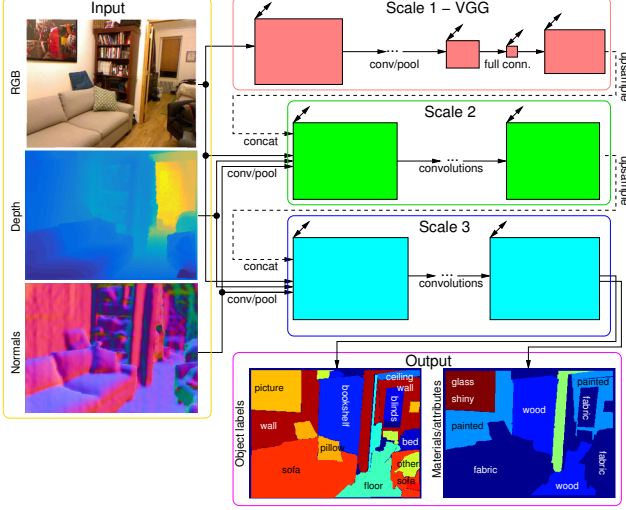 Input
RGB
Depth
Normals
Scale 1 – VGG
conv/pool
full conn.
upsample
concat
Scale 2
conv/pool
convolutions
upsample
concat
Scale 3
conv/pool
convolutions
Output
Object labels
picture
bookshelf
ceiling
wall
blinds
wall
pillow
bed
sofa
other
floor
sofa
Materials/attributes
glass
shiny
painted
wood
painted
fabric
fabric
fabric
wood